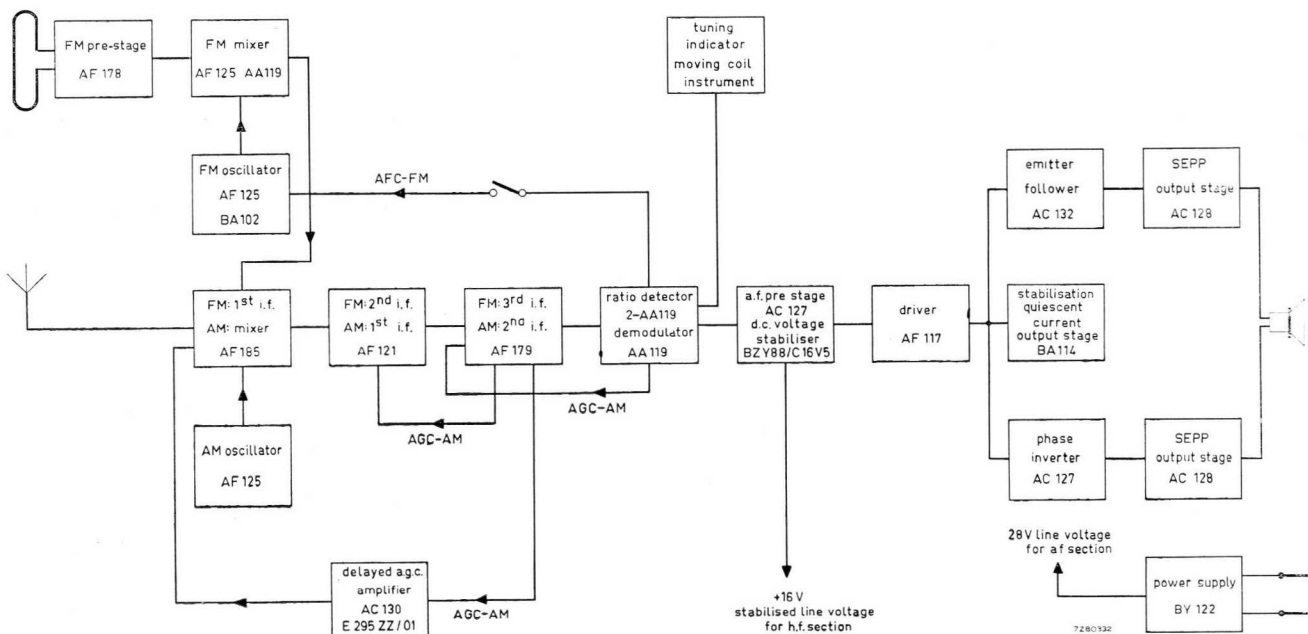 FM pre-stage
AF 178
FM mixer
AF 125 AA119
tuning
indicator
moving coil
instrument
FM oscillator
AF 125
BA102
AFC-FM
emitter
follower
AC 132
SEPP
output stage
AC 128
FM: 1st i.f.
AM: mixer
AF185
FM: 2nd i.f.
AM: 1st i.f.
AF 121
FM: 3rd i.f.
AM: 2nd i.f.
AF 179
ratio detector
2-AA119
demodulator
AA 119
a.f. pre stage
AC 127
d.c. voltage
stabiliser
BZY88/C16V5
driver
AF 117
stabilisation
quiescent
current
output stage
BA114
AGC-AM
AGC-AM
AM oscillator
AF 125
phase
inverter
AC 127
SEPP
output stage
AC 128
28V line voltage
for af section
delayed a.g.c.
amplifier
AC 130
E 295 ZZ / 01
AGC-AM
+16 V
stabilised line voltage
for h.f. section
power supply
BY 122
7Z80332